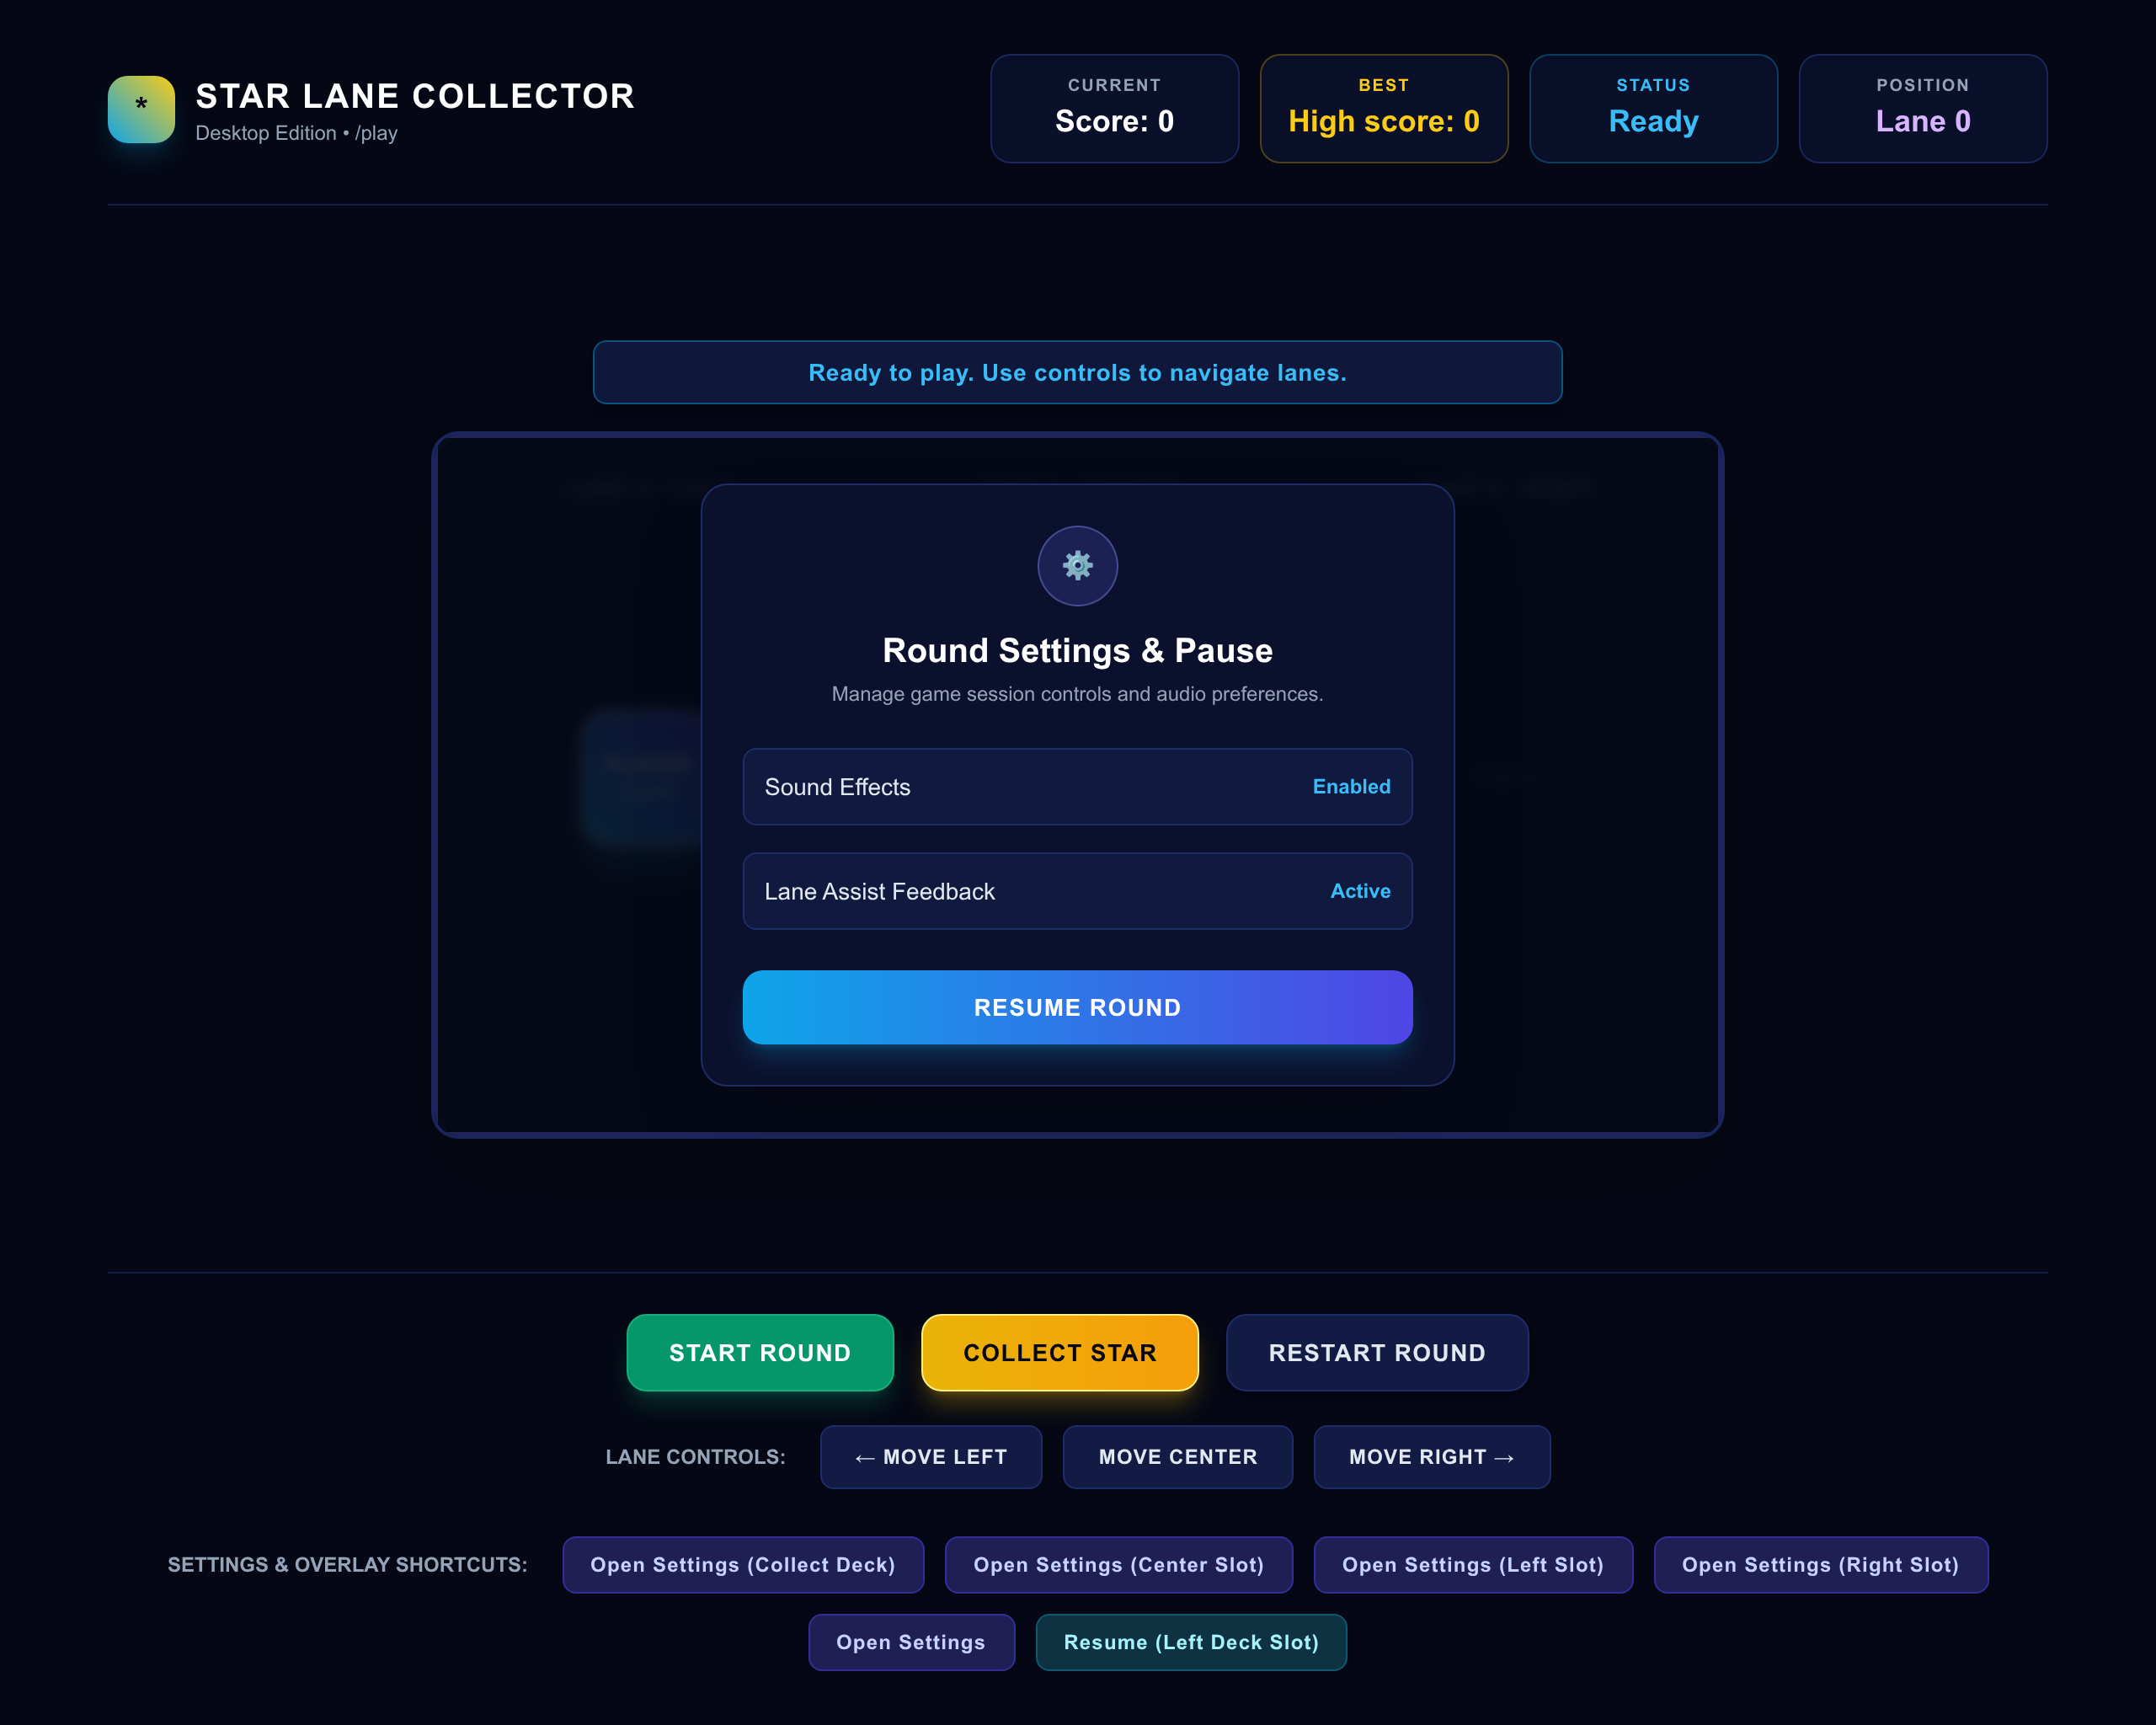 *
STAR LANE COLLECTOR
Desktop Edition • /play
CURRENT
Score: 0
BEST
High score: 0
STATUS
Ready
POSITION
Lane 0
Ready to play. Use controls to navigate lanes.
Round Settings & Pause
Manage game session controls and audio preferences.
Sound Effects
Enabled
Lane Assist Feedback
Active
RESUME ROUND
START ROUND
COLLECT STAR
RESTART ROUND
LANE CONTROLS:
← MOVE LEFT
MOVE CENTER
MOVE RIGHT →
SETTINGS & OVERLAY SHORTCUTS:
Open Settings (Collect Deck)
Open Settings (Center Slot)
Open Settings (Left Slot)
Open Settings (Right Slot)
Open Settings
Resume (Left Deck Slot)